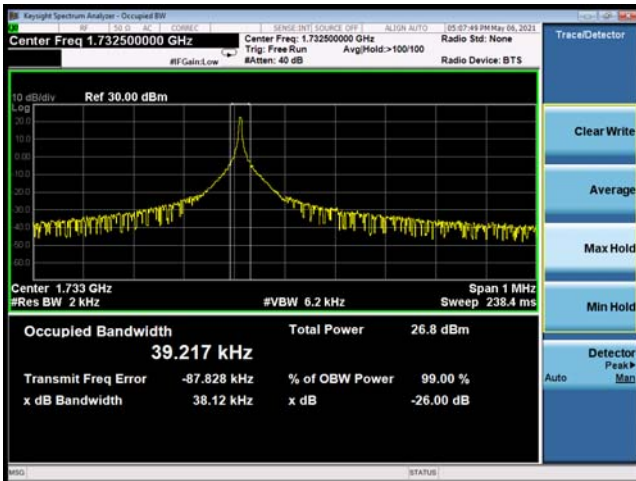 Keysight Spectrum Analyzer - Occupied BW
RF 50 Ω AC CORREC SENSE:INT SOURCE OFF ALIGN AUTO 05:07:49 PM May 06, 2021
Center Freq 1.732500000 GHz
Center Freq: 1.732500000 GHz
Radio Std: None
Trig: Free Run Avg|Hold:>100/100
#IFGain:Low
#Atten: 40 dB
Radio Device: BTS
Trace/Detector
10 dB/div Ref 30.00 dBm
Log
20.0
10.0
0.00
-10.0
-20.0
-30.0
-40.0
-50.0
-60.0
Center 1.733 GHz Span 1 MHz
#Res BW 2 kHz #VBW 6.2 kHz Sweep 238.4 ms
Occupied Bandwidth Total Power 26.8 dBm
39.217 kHz
Transmit Freq Error -87.828 kHz % of OBW Power 99.00 %
x dB Bandwidth 38.12 kHz x dB -26.00 dB
Clear Write
Average
Max Hold
Min Hold
Detector
Peak▶
Auto Man
MSG STATUS